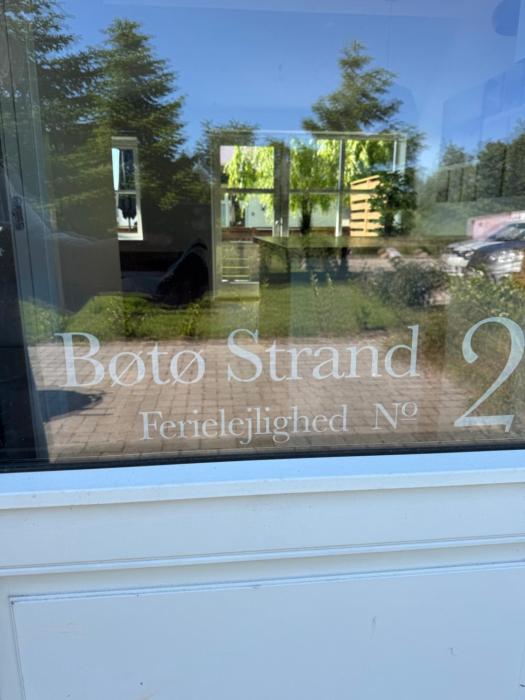 Bøtø Strand 2
Ferielejlighed Nº